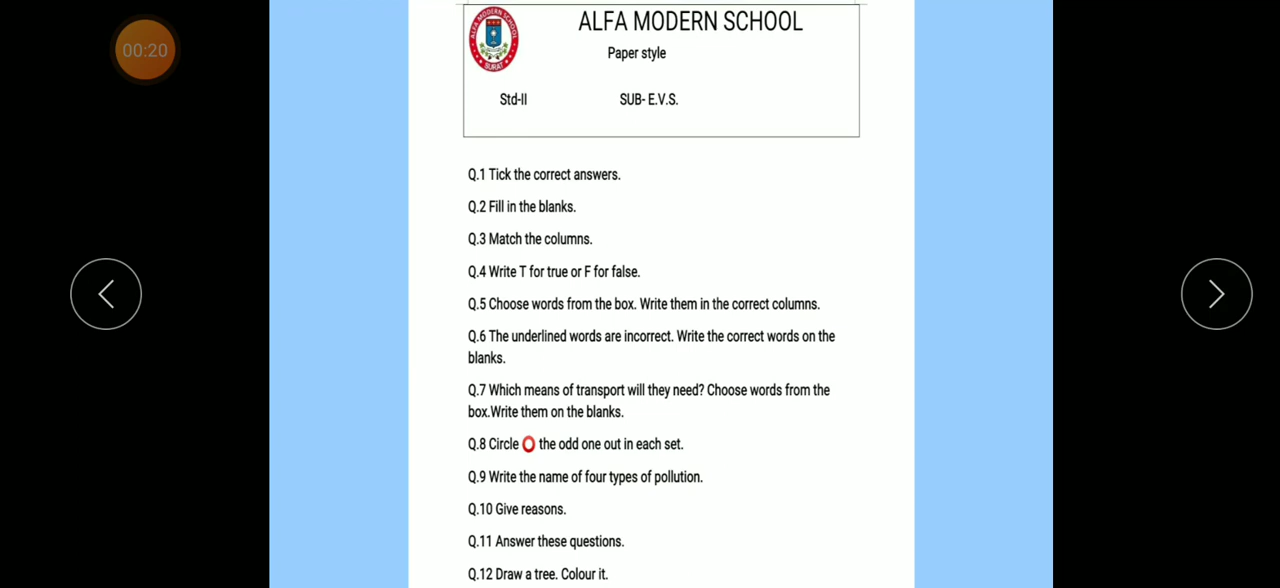 00:20
ALFA MODERN SCHOOL
ALFA MODERN SCHOOL
SURAT
Paper style
Std-II SUB- E.V.S.
Q.1 Tick the correct answers.
Q.2 Fill in the blanks.
Q.3 Match the columns.
Q.4 Write T for true or F for false.
Q.5 Choose words from the box. Write them in the correct columns.
Q.6 The underlined words are incorrect. Write the correct words on the
blanks.
Q.7 Which means of transport will they need? Choose words from the
box.Write them on the blanks.
Q.8 Circle ⭕ the odd one out in each set.
Q.9 Write the name of four types of pollution.
Q.10 Give reasons.
Q.11 Answer these questions.
Q.12 Draw a tree. Colour it.